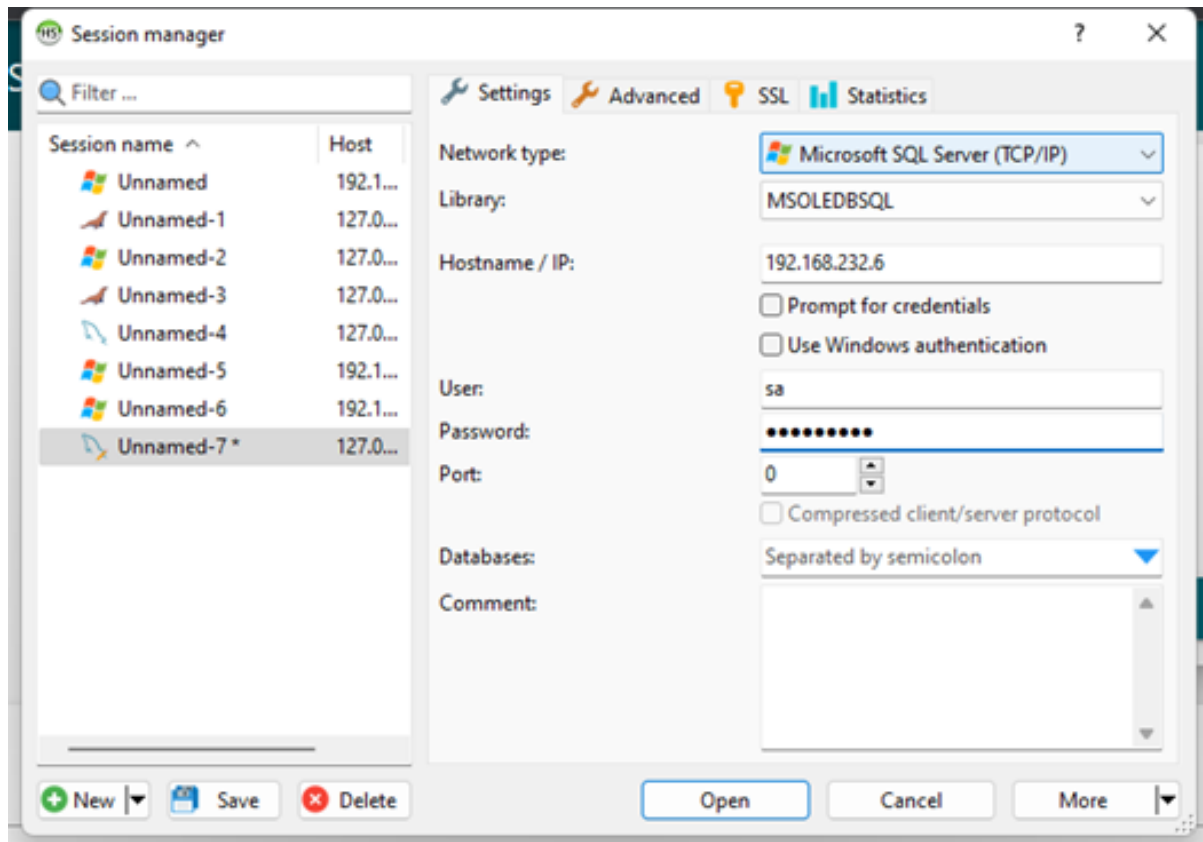 HS Session manager ?
S
Filter ...
Session name Host
Unnamed 192.1...
Unnamed-1 127.0...
Unnamed-2 127.0...
Unnamed-3 127.0...
Unnamed-4 127.0...
Unnamed-5 192.1...
Unnamed-6 192.1...
Unnamed-7 * 127.0...
Settings Advanced SSL Statistics
Network type: Microsoft SQL Server (TCP/IP)
Library: MSOLEDBSQL
Hostname / IP: 192.168.232.6
Prompt for credentials
Use Windows authentication
User: sa
Password: •••••••••
Port: 0
Compressed client/server protocol
Databases: Separated by semicolon
Comment:
New Save Delete Open Cancel More